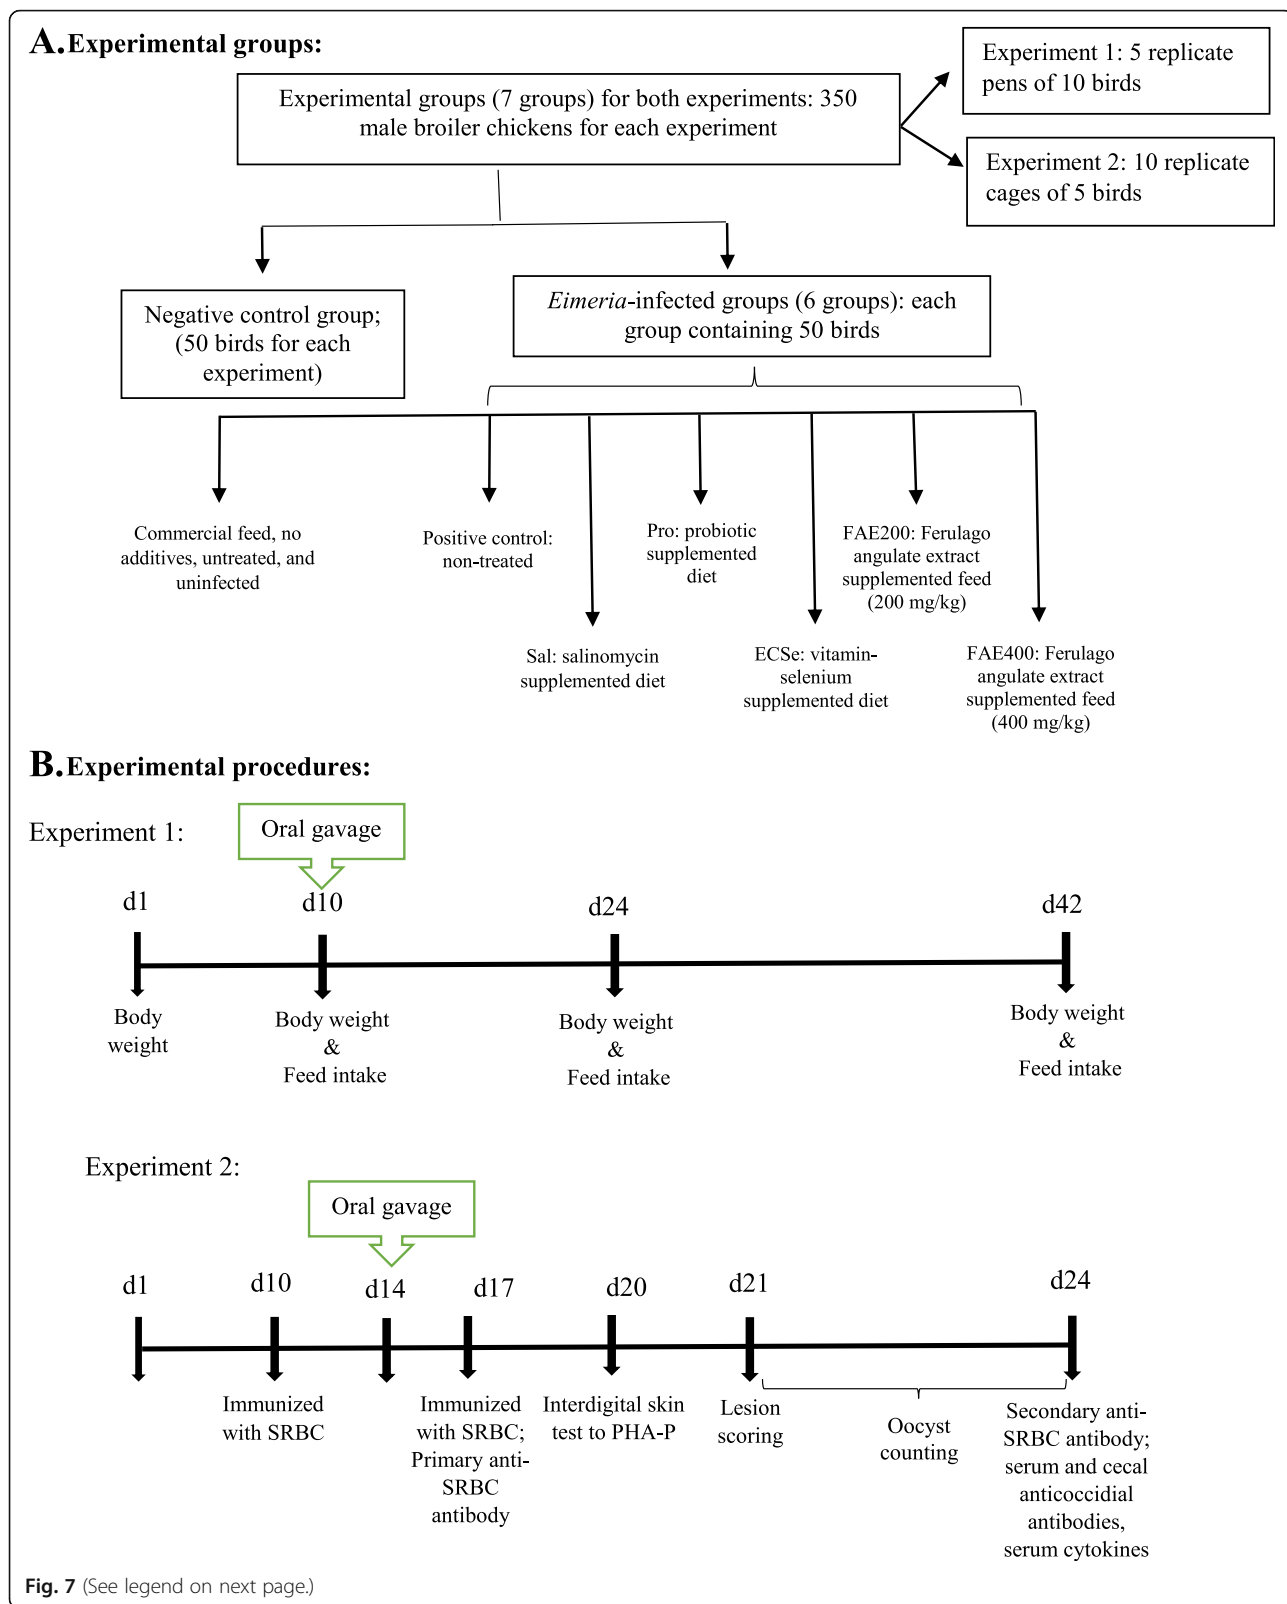 A. Experimental groups:
Experimental groups (7 groups) for both experiments: 350
male broiler chickens for each experiment
Experiment 1: 5 replicate
pens of 10 birds
Experiment 2: 10 replicate
cages of 5 birds
Negative control group;
(50 birds for each
experiment)
Eimeria-infected groups (6 groups): each
group containing 50 birds
Commercial feed, no
additives, untreated, and
uninfected
Positive control:
non-treated
Sal: salinomycin
supplemented diet
Pro: probiotic
supplemented
diet
ECSe: vitamin-
selenium
supplemented diet
FAE200: Ferulago
angulate extract
supplemented feed
(200 mg/kg)
FAE400: Ferulago
angulate extract
supplemented feed
(400 mg/kg)
B. Experimental procedures:
Experiment 1:
Oral gavage
d1
d10
d24
d42
Body
weight
Body weight
&
Feed intake
Body weight
&
Feed intake
Body weight
&
Feed intake
Experiment 2:
Oral gavage
d1
d10
d14
d17
d20
d21
d24
Immunized
with SRBC
Immunized
with SRBC;
Primary anti-
SRBC
antibody
Interdigital skin
test to PHA-P
Lesion
scoring
Oocyst
counting
Secondary anti-
SRBC antibody;
serum and cecal
anticoccidial
antibodies,
serum cytokines
Fig. 7 (See legend on next page.)